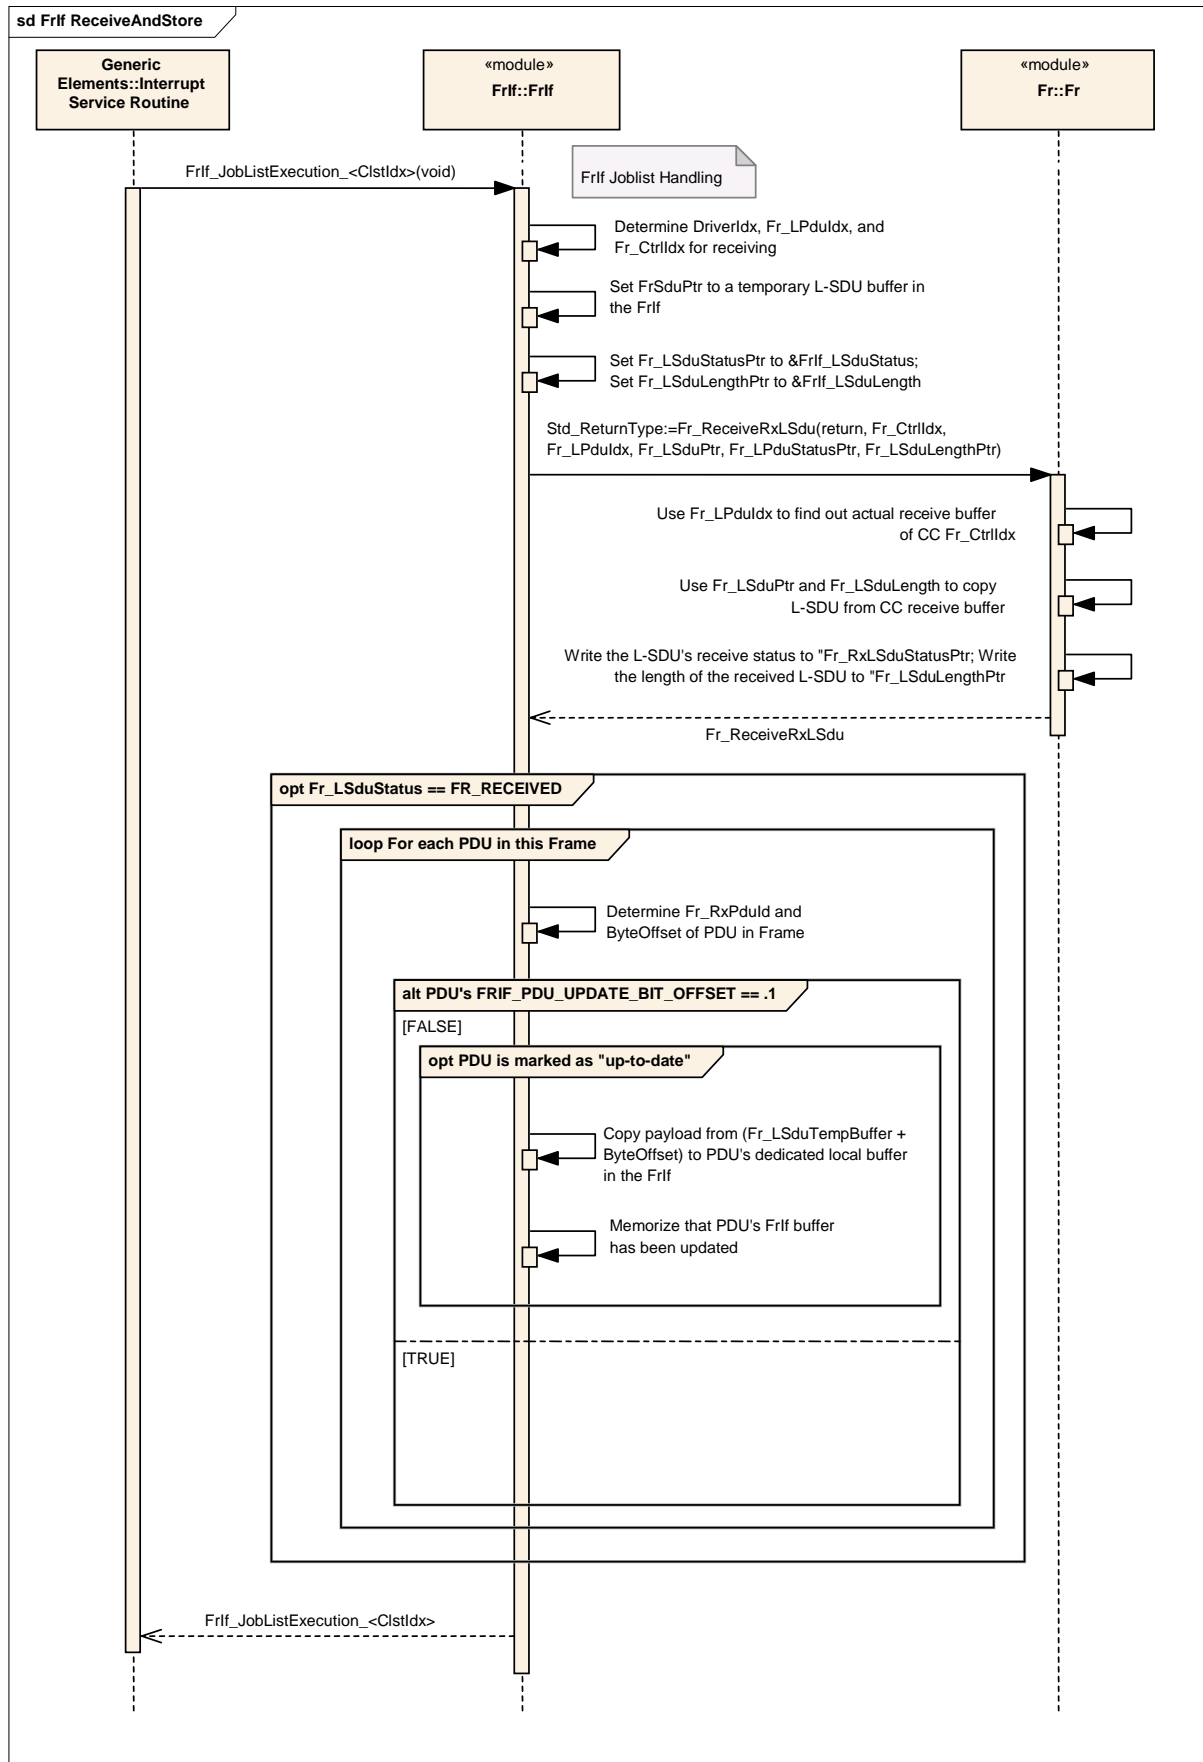 sd FrIf ReceiveAndStore
Generic
Elements::Interrupt
Service Routine
«module»
FrIf::FrIf
«module»
Fr::Fr
FrIf_JobListExecution_<ClstIdx>(void)
FrIf Joblist Handling
Determine DriverIdx, Fr_LPduIdx, and
Fr_CtrlIdx for receiving
Set FrSduPtr to a temporary L-SDU buffer in
the FrIf
Set Fr_LSduStatusPtr to &FrIf_LSduStatus;
Set Fr_LSduLengthPtr to &FrIf_LSduLength
Std_ReturnType:=Fr_ReceiveRxLSdu(return, Fr_CtrlIdx,
Fr_LPduIdx, Fr_LSduPtr, Fr_LPduStatusPtr, Fr_LSduLengthPtr)
Use Fr_LPduIdx to find out actual receive buffer
of CC Fr_CtrlIdx
Use Fr_LSduPtr and Fr_LSduLength to copy
L-SDU from CC receive buffer
Write the L-SDU's receive status to "Fr_RxLSduStatusPtr; Write
the length of the received L-SDU to "Fr_LSduLengthPtr
Fr_ReceiveRxLSdu
opt Fr_LSduStatus == FR_RECEIVED
loop For each PDU in this Frame
Determine Fr_RxPduId and
ByteOffset of PDU in Frame
alt PDU's FRIF_PDU_UPDATE_BIT_OFFSET == .1
[FALSE]
opt PDU is marked as "up-to-date"
Copy payload from (Fr_LSduTempBuffer +
ByteOffset) to PDU's dedicated local buffer
in the FrIf
Memorize that PDU's FrIf buffer
has been updated
[TRUE]
FrIf_JobListExecution_<ClstIdx>